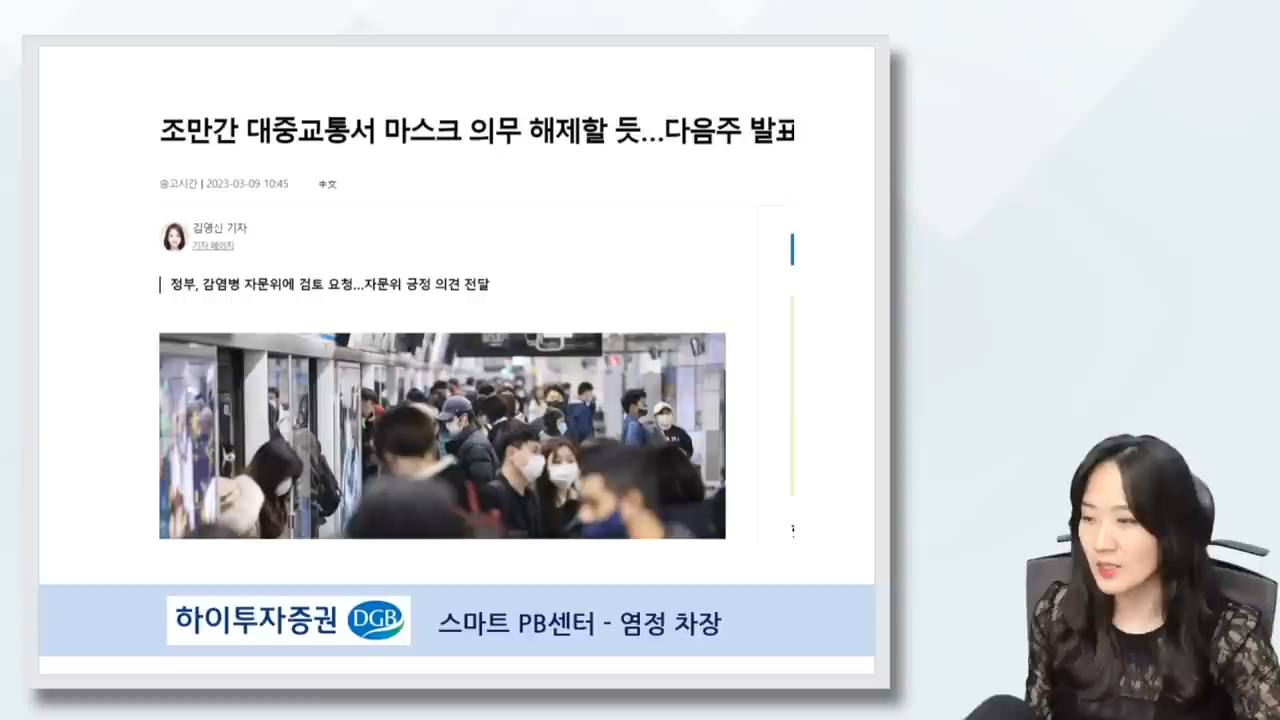 조만간 대중교통서 마스크 의무 해제할 듯...다음주 발표
송고시간 | 2023-03-09 10:45 中文
김영신 기자
기자 페이지
정부, 감염병 자문위에 검토 요청...자문위 긍정 의견 전달
하이투자증권 DGB 스마트 PB센터 - 염정 차장